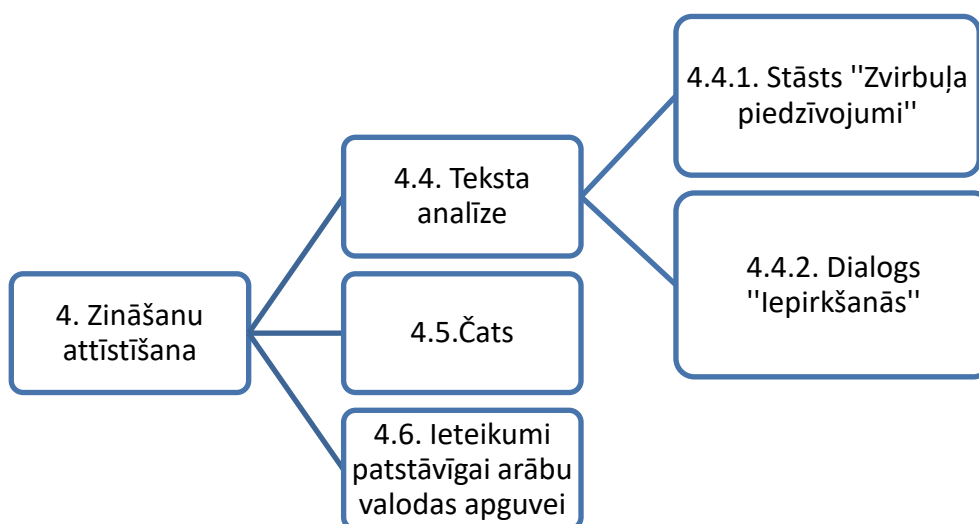 4. Zināšanu
attīstīšana
4.4. Teksta
analīze
4.4.1. Stāsts "Zvirbuļa
piedzīvojumi"
4.4.2. Dialogs
"Iepirkšanās"
4.5.Čats
4.6. Ieteikumi
patstāvīgai arābu
valodas apguvei